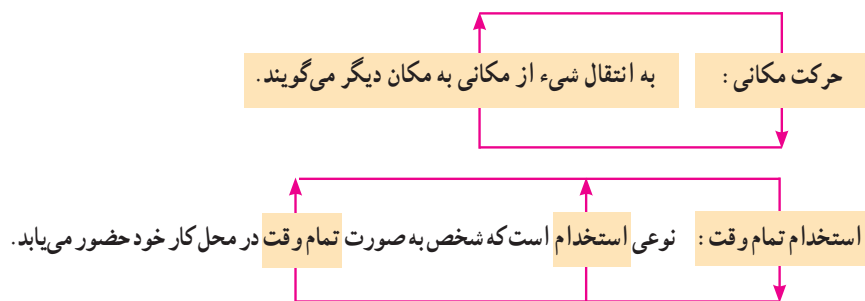 حرکت مکانی : به انتقال شیء از مکانی به مکان دیگر می‌گویند.
استخدام تمام وقت : نوعی استخدام است که شخص به صورت تمام وقت در محل کار خود حضور می‌یابد.